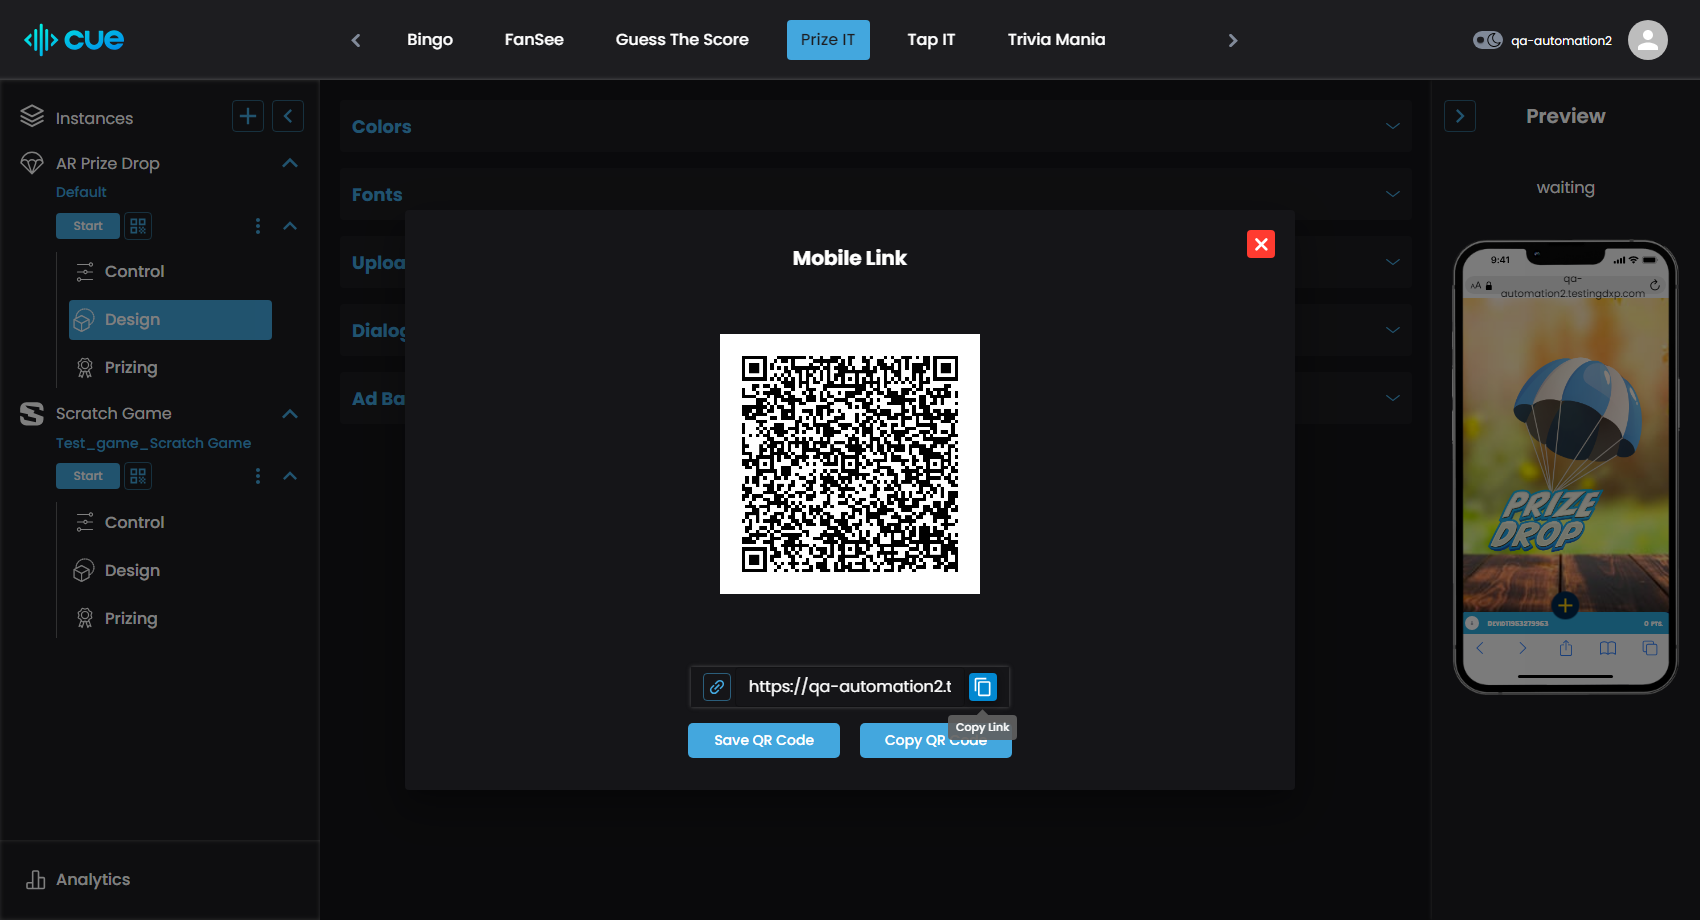 cue
Bingo
FanSee
Guess The Score
Prize IT
Tap IT
Trivia Mania
qa-automation2
Instances
AR Prize Drop
Default
Start
Control
Design
Prizing
Scratch Game
Test_game_Scratch Game
Start
Control
Design
Prizing
Analytics
Colors
Fonts
Uploa
Dialog
Ad Ba
Mobile Link
https://qa-automation2.t
Copy Link
Save QR Code
Copy QR Code
Preview
waiting
9:41
AA
qa-
automation2.testingdxp.com
PRIZE
DROP
0 PTS.